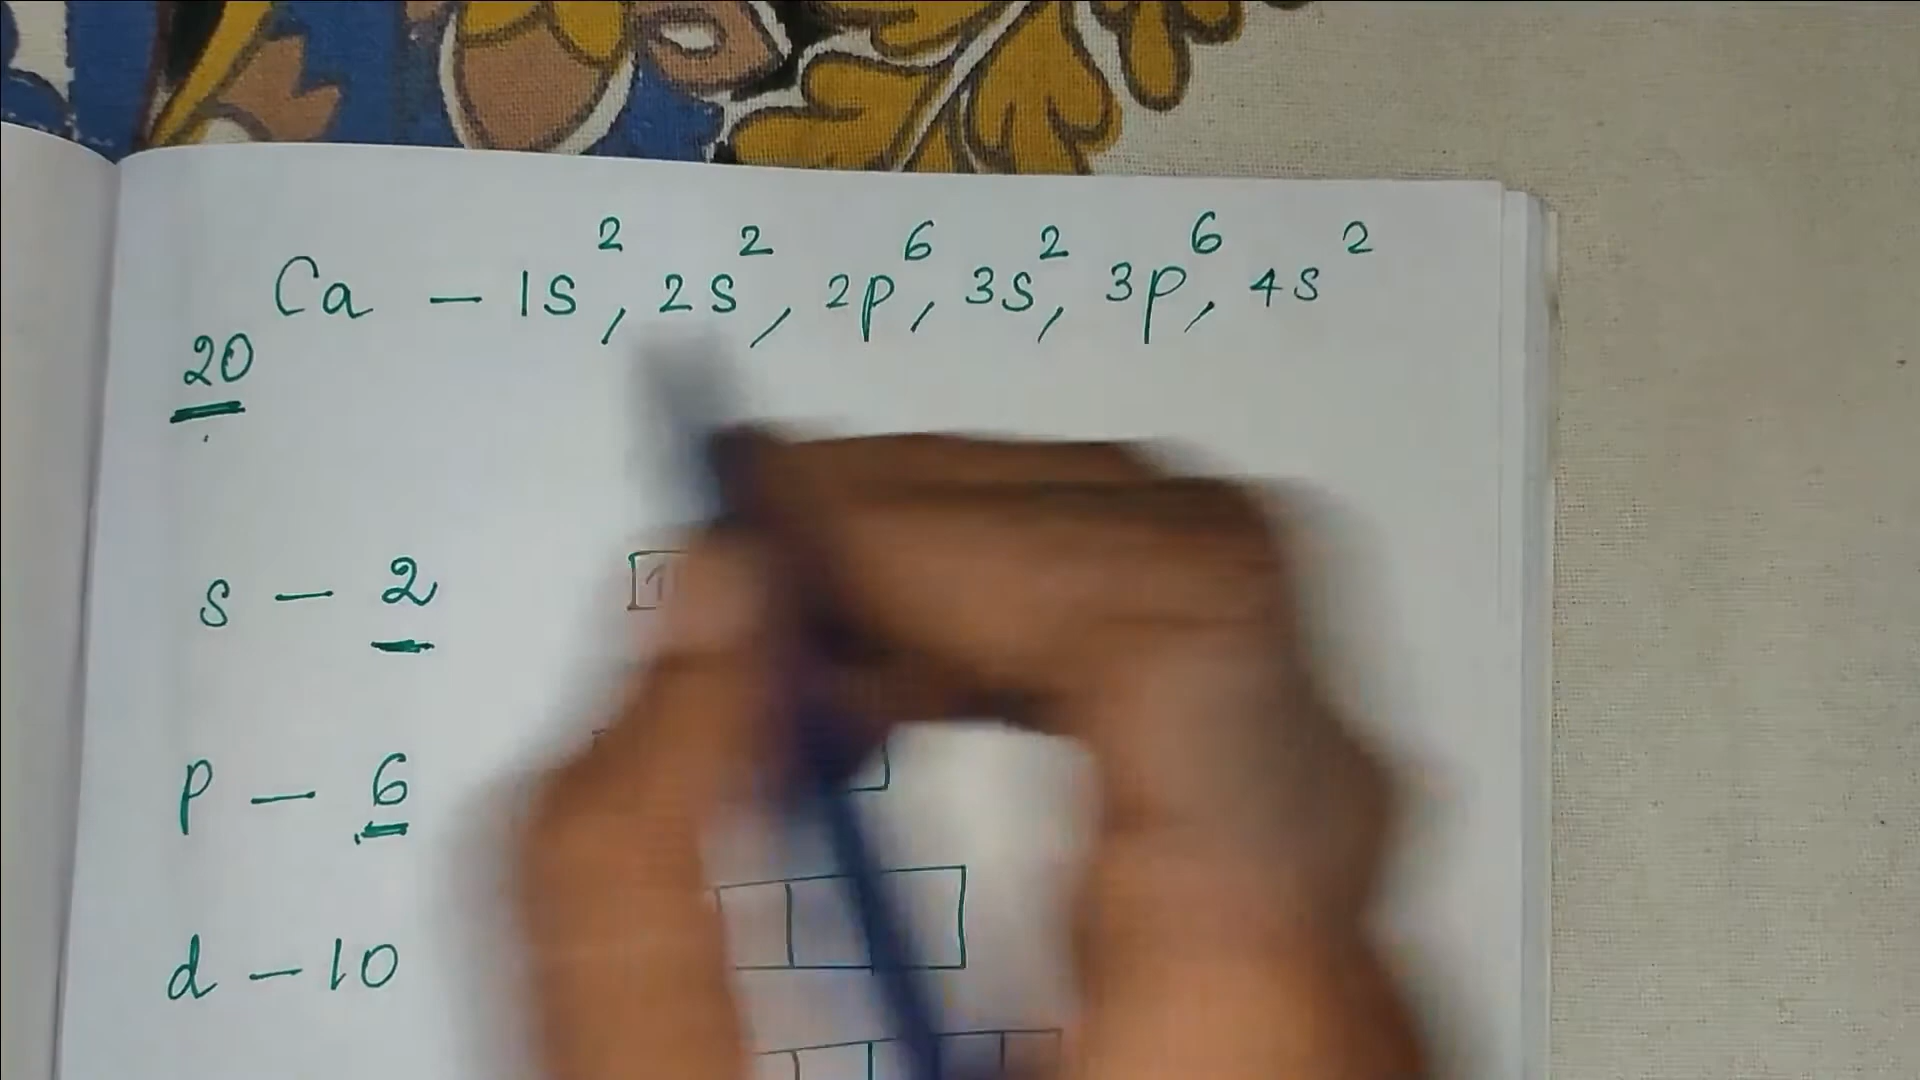 Ca - 1s², 2s², 2p⁶, 3s², 3p⁶, 4s²
20
s - 2
p - 6
d - 10